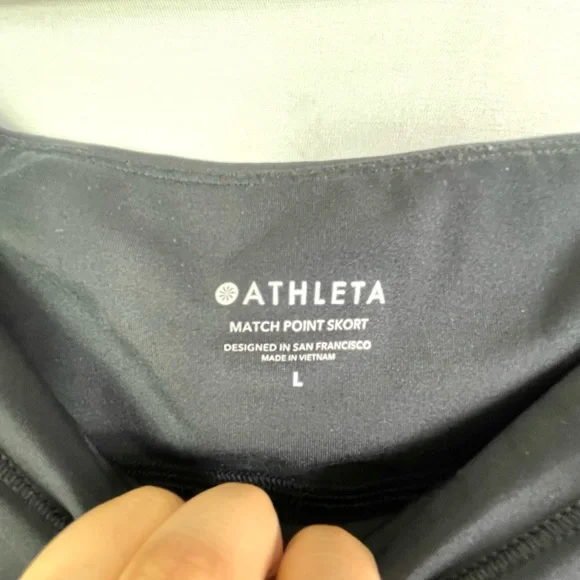 ATHLETA
MATCH POINT SKORT
DESIGNED IN SAN FRANCISCO
MADE IN VIETNAM
L